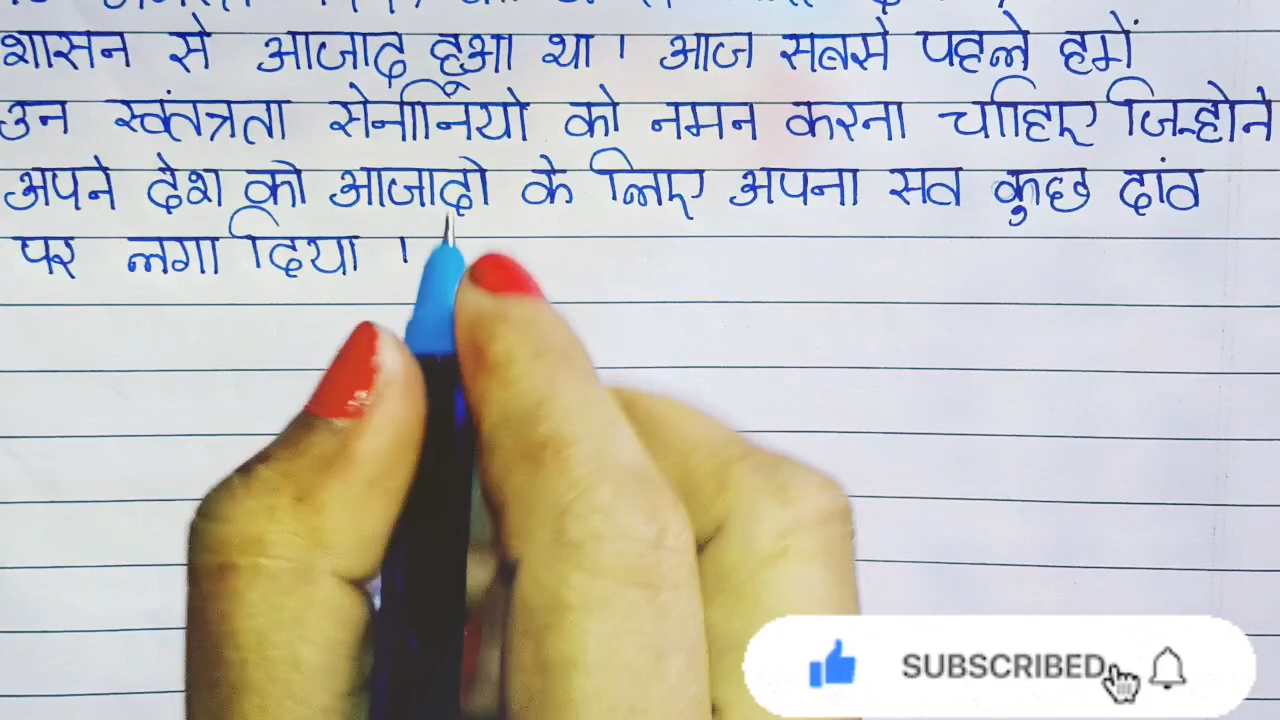 शासन से आजाद हुआ था । आज सबसे पहले हमें
उन स्वतंत्रता सेनानियो को नमन करना चाहिए जिन्होने
अपने देश को आजादी के लिए अपना सब कुछ दांव
पर लगा दिया ।
SUBSCRIBED